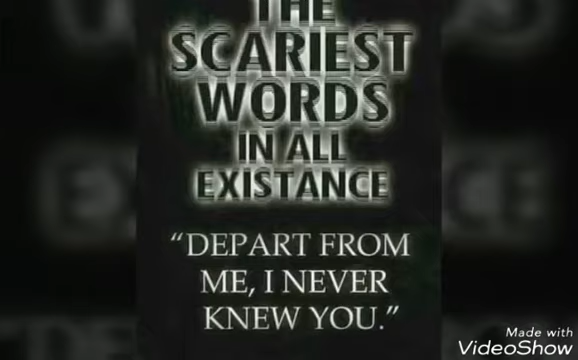 THE
SCARIEST
WORDS
IN ALL
EXISTANCE
“DEPART FROM
ME, I NEVER
KNEW YOU.”
Made with
VideoShow